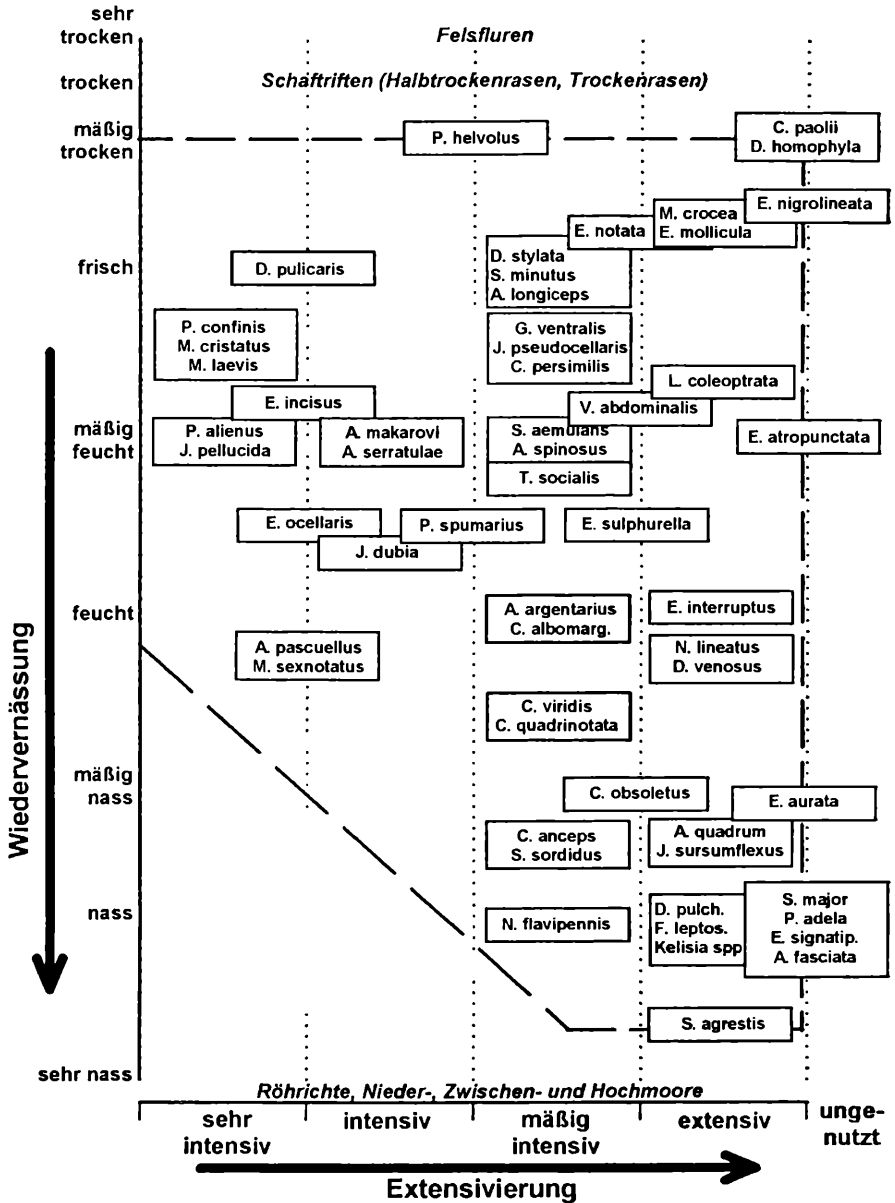 sehr
trocken
Felsfluren
trocken
Schaftriften (Halbtrockenrasen, Trockenrasen)
mäßig
trocken
P. helvolus
C. paolii
D. homophyla
E. nigrolineata
M. crocea
E. mollicula
E. notata
frisch
D. pulicaris
D. stylata
S. minutus
A. longiceps
P. confinis
M. cristatus
M. laevis
G. ventralis
J. pseudocellaris
C. persimilis
L. coleoptrata
E. incisus
V. abdominalis
mäßig
feucht
P. alienus
J. pellucida
A. makarovi
A. serratulae
S. aemulans
A. spinosus
T. socialis
E. atropunctata
E. ocellaris
J. dubia
P. spumarius
E. sulphurella
feucht
A. argentarius
C. albomarg.
E. interruptus
A. pascuellus
M. sexnotatus
N. lineatus
D. venosus
C. viridis
C. quadrinotata
mäßig
nass
C. obsoletus
E. aurata
C. anceps
S. sordidus
A. quadrum
J. sursumflexus
nass
N. flavipennis
D. pulch.
F. leptos.
Kelisia spp
S. major
P. adela
E. signatip.
A. fasciata
S. agrestis
sehr nass
Röhrichte, Nieder-, Zwischen- und Hochmoore
sehr
intensiv
intensiv
mäßig
intensiv
extensiv
unge-
nutzt
Wiedervernässung
Extensivierung